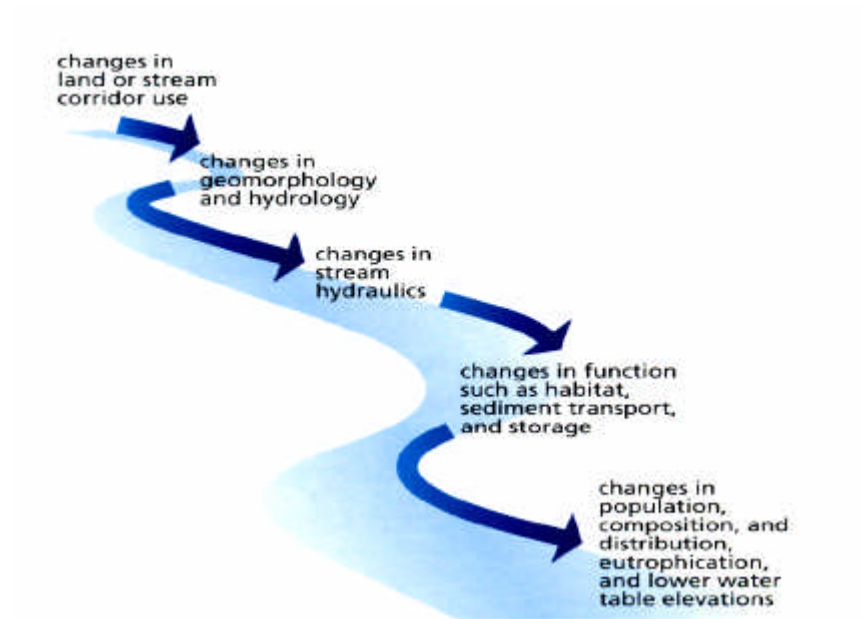 changes in
land or stream
corridor use
changes in
geomorphology
and hydrology
changes in
stream
hydraulics
changes in function
such as habitat,
sediment transport,
and storage
changes in
population,
composition, and
distribution,
eutrophication,
and lower water
table elevations